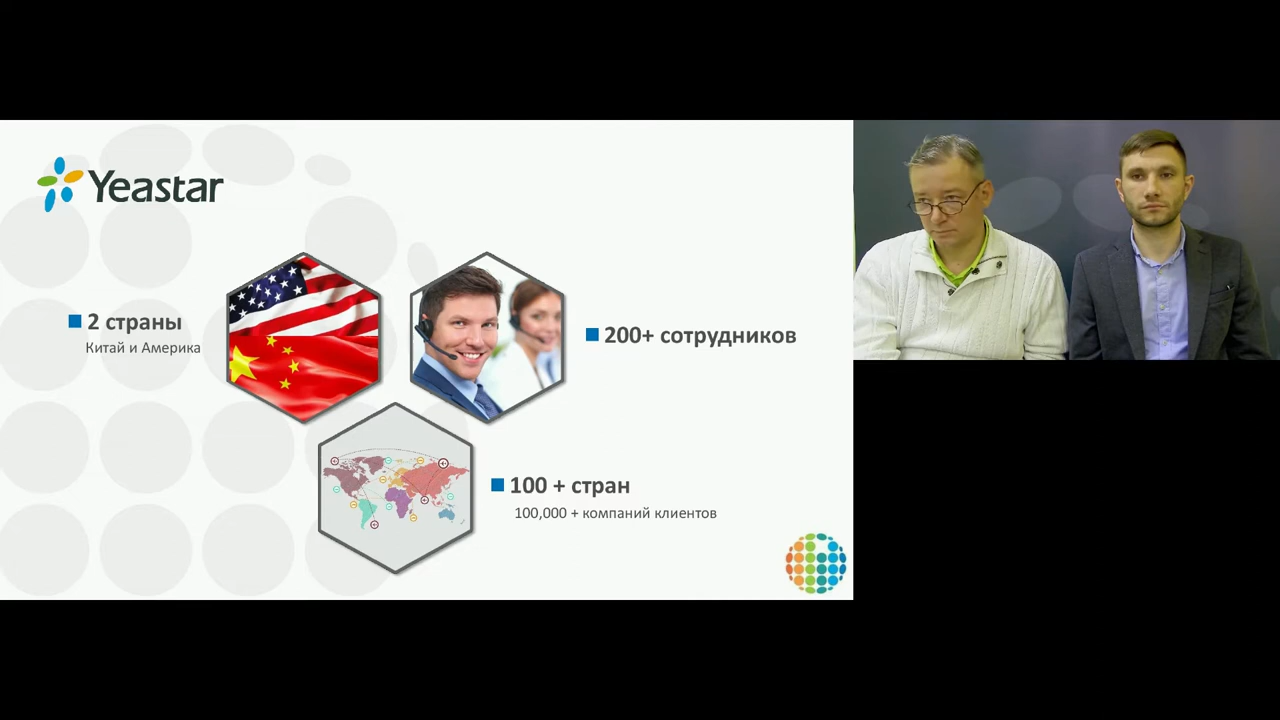 Yeastar
2 страны
Китай и Америка
200+ сотрудников
100 + стран
100,000 + компаний клиентов